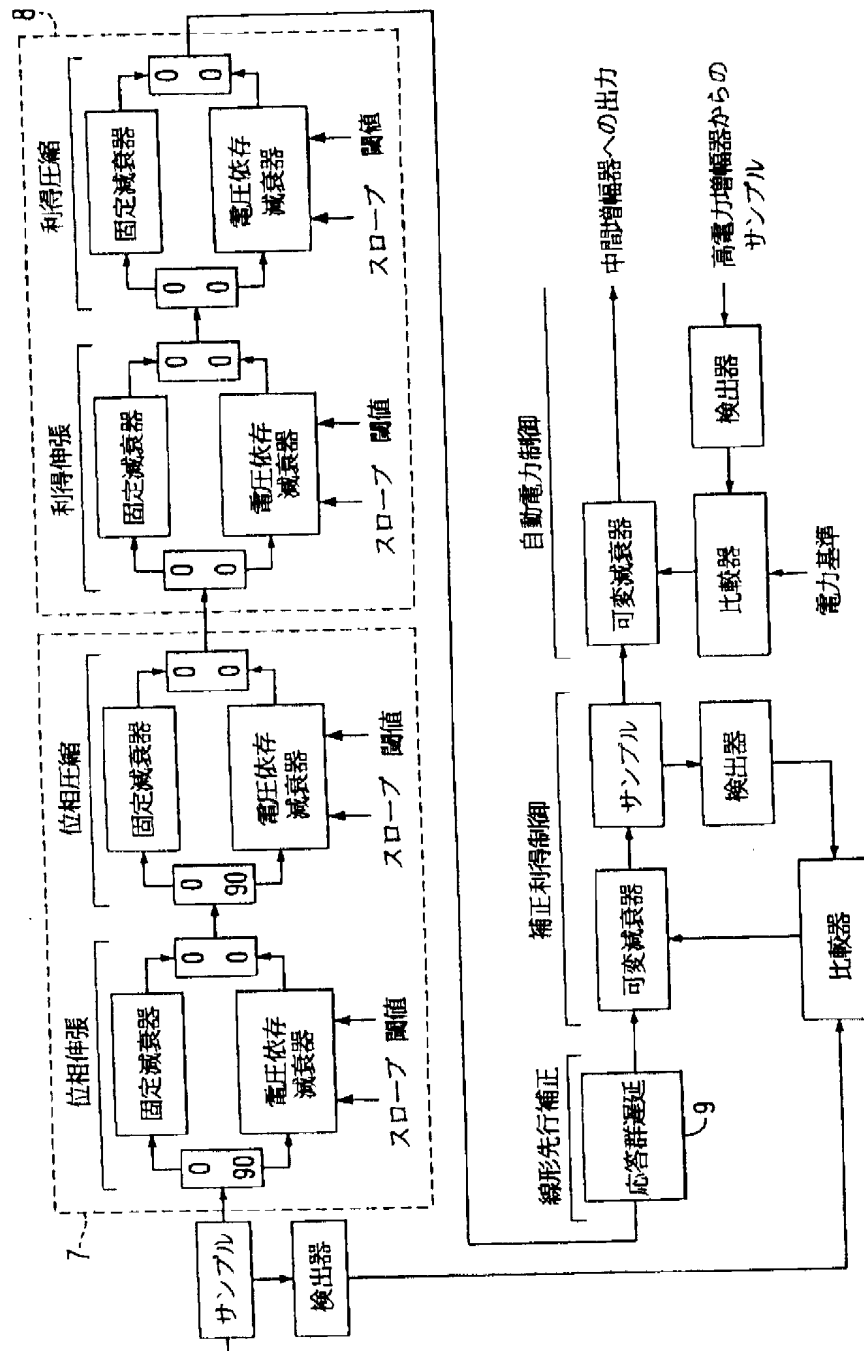 7
8
位相伸張
位相圧縮
利得伸張
利得圧縮
サンプル
検出器
0
90
固定減衰器
電圧依存
減衰器
0
0
スロープ
閾値
0
90
固定減衰器
電圧依存
減衰器
0
0
スロープ
閾値
0
0
固定減衰器
電圧依存
減衰器
0
0
スロープ
閾値
0
0
固定減衰器
電圧依存
減衰器
0
0
スロープ
閾値
線形先行補正
補正利得制御
自動電力制御
応答群遅延
9
可変減衰器
サンプル
可変減衰器
中間増幅器への出力
検出器
比較器
検出器
高電力増幅器からの
サンプル
比較器
電力基準